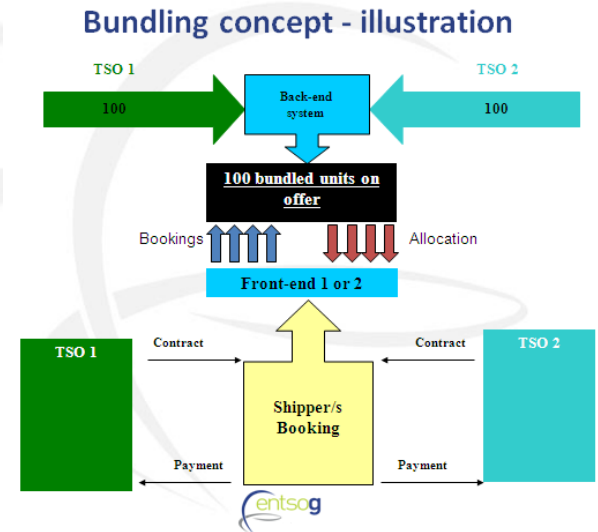 Bundling concept - illustration
TSO 1
TSO 2
100
Back-end
system
100
100 bundled units on
offer
Bookings
Allocation
Front-end 1 or 2
TSO 1
Contract
Contract
TSO 2
Shipper/s
Booking
Payment
Payment
entsog